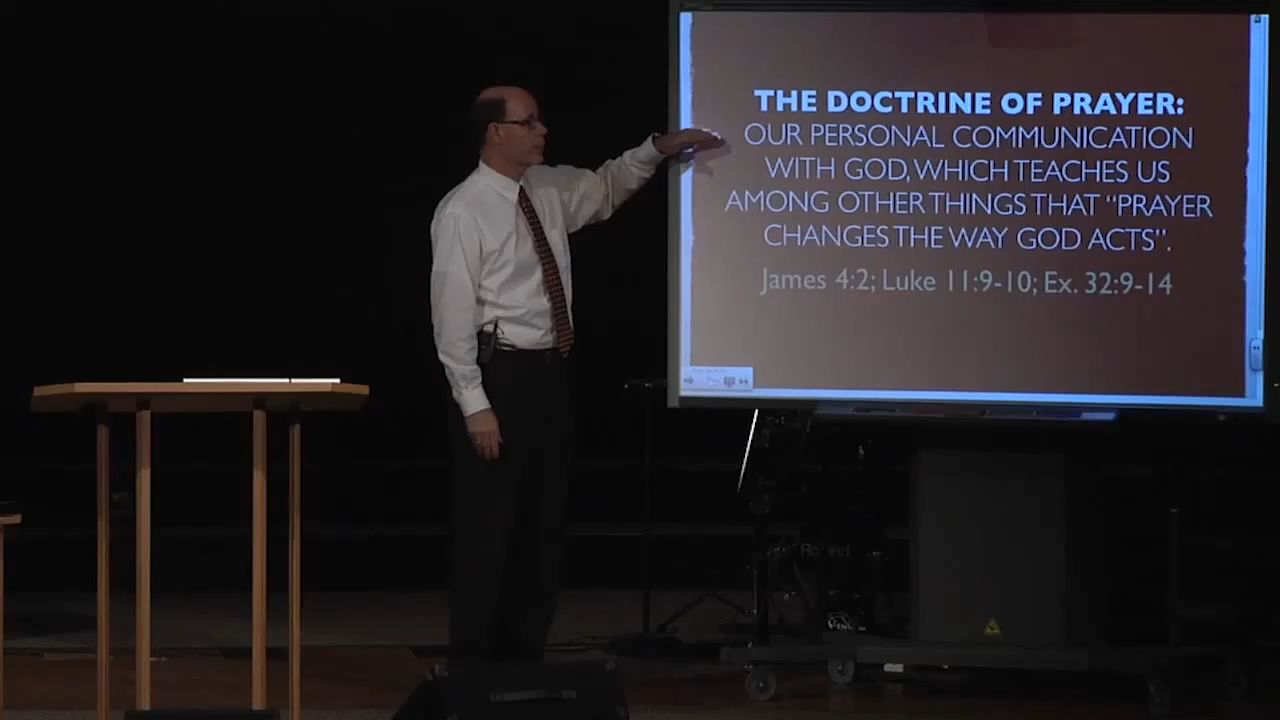 THE DOCTRINE OF PRAYER:
OUR PERSONAL COMMUNICATION
WITH GOD, WHICH TEACHES US
AMONG OTHER THINGS THAT “PRAYER
CHANGES THE WAY GOD ACTS”.
James 4:2; Luke 11:9-10; Ex. 32:9-14
Roland